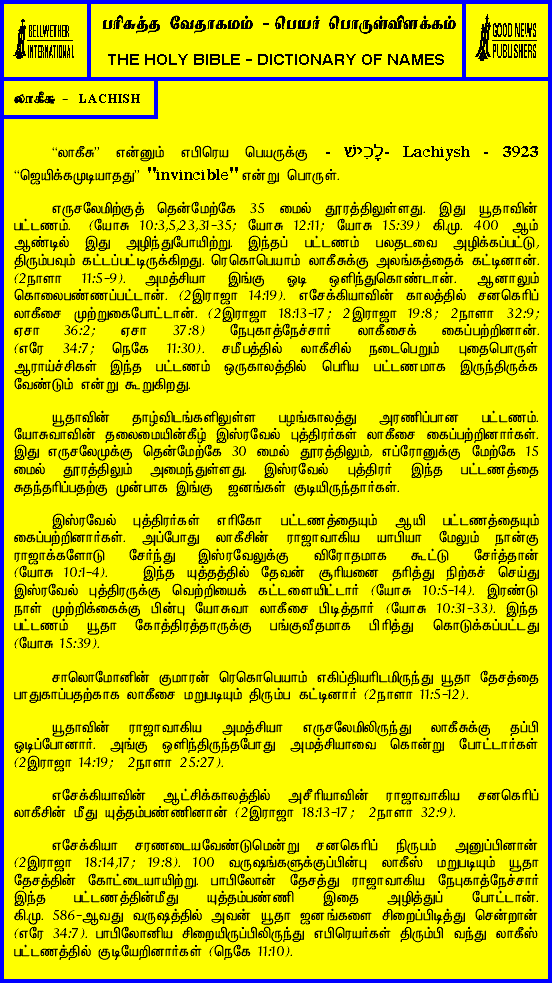 BELLWETHER
INTERNATIONAL
பரிசுத்த வேதாகமம் - பெயர் பொருள்விளக்கம்
THE HOLY BIBLE - DICTIONARY OF NAMES
GOOD NEWS
PUBLISHERS
லாகீசு - LACHISH
“லாகீசு” என்னும் எபிரெய பெயருக்கு - לָכִישׁ - Lachiysh - 3923
“ஜெயிக்கமுடியாதது” "invincible" என்று பொருள்.
எருசலேமிற்குத் தென்மேற்கே 35 மைல் தூரத்திலுள்ளது. இது யூதாவின்
பட்டணம். (யோசு 10:3,5,23,31-35; யோசு 12:11; யோசு 15:39) கி.மு. 400 ஆம்
ஆண்டில் இது அழிந்துபோயிற்று. இந்தப் பட்டணம் பலதடவை அழிக்கப்பட்டு,
திரும்பவும் கட்டப்பட்டிருக்கிறது. ரெகொபெயாம் லாகீசுக்கு அலங்கத்தைக் கட்டினான்.
(2நாளா 11:5-9). அமத்சியா இங்கு ஓடி ஒளிந்துகொண்டான். ஆனாலும்
கொலைபண்ணப்பட்டான். (2இராஜா 14:19). எசேக்கியாவின் காலத்தில் சனகெரிப்
லாகீசை முற்றுகைபோட்டான். (2இராஜா 18:13-17; 2இராஜா 19:8; 2நாளா 32:9;
ஏசா 36:2; ஏசா 37:8) நேபுகாத்நேச்சார் லாகீசைக் கைப்பற்றினான்.
(எரே 34:7; நெகே 11:30). சமீபத்தில் லாகீசில் நடைபெறும் புதைபொருள்
ஆராய்ச்சிகள் இந்த பட்டணம் ஒருகாலத்தில் பெரிய பட்டணமாக இருந்திருக்க
வேண்டும் என்று கூறுகிறது.
யூதாவின் தாழ்விடங்களிலுள்ள பழங்காலத்து அரணிப்பான பட்டணம்.
யோசுவாவின் தலைமையின்கீழ் இஸ்ரவேல் புத்திரர்கள் லாகீசை கைப்பற்றினார்கள்.
இது எருசலேமுக்கு தென்மேற்கே 30 மைல் தூரத்திலும், எப்ரோனுக்கு மேற்கே 15
மைல் தூரத்திலும் அமைந்துள்ளது. இஸ்ரவேல் புத்திரர் இந்த பட்டணத்தை
சுதந்தரிப்பதற்கு முன்பாக இங்கு ஜனங்கள் குடியிருந்தார்கள்.
இஸ்ரவேல் புத்திரர்கள் எரிகோ பட்டணத்தையும் ஆயி பட்டணத்தையும்
கைப்பற்றினார்கள். அப்போது லாகீசின் ராஜாவாகிய யாபியா மேலும் நான்கு
ராஜாக்களோடு சேர்ந்து இஸ்ரவேலுக்கு விரோதமாக கூட்டு சேர்த்தான்
(யோசு 10:1-4). இந்த யுத்தத்தில் தேவன் சூரியனை தரித்து நிற்கச் செய்து
இஸ்ரவேல் புத்திரருக்கு வெற்றியைக் கட்டளையிட்டார் (யோசு 10:5-14). இரண்டு
நாள் முற்றிக்கைக்கு பின்பு யோசுவா லாகீசை பிடித்தார் (யோசு 10:31-33). இந்த
பட்டணம் யூதா கோத்திரத்தாருக்கு பங்குவீதமாக பிரித்து கொடுக்கப்பட்டது
(யோசு 15:39).
சாலொமோனின் குமாரன் ரெகொபெயாம் எகிப்தியரிடமிருந்து யூதா தேசத்தை
பாதுகாப்பதற்காக லாகீசை மறுபடியும் திரும்ப கட்டினார் (2நாளா 11:5-12).
யூதாவின் ராஜாவாகிய அமத்சியா எருசலேமிலிருந்து லாகீசுக்கு தப்பி
ஓடிப்போனார். அங்கு ஒளிந்திருந்தபோது அமத்சியாவை கொன்று போட்டார்கள்
(2இராஜா 14:19; 2நாளா 25:27).
எசேக்கியாவின் ஆட்சிக்காலத்தில் அசீரியாவின் ராஜாவாகிய சனகெரிப்
லாகீசின் மீது யுத்தம்பண்ணினான் (2இராஜா 18:13-17; 2நாளா 32:9).
எசேக்கியா சரணடையவேண்டுமென்று சனகெரிப் நிருபம் அனுப்பினான்
(2இராஜா 18:14,17; 19:8). 100 வருஷங்களுக்குப்பின்பு லாகீஸ் மறுபடியும் யூதா
தேசத்தின் கோட்டையாயிற்று. பாபிலோன் தேசத்து ராஜாவாகிய நேபுகாத்நேச்சார்
இந்த பட்டணத்தின்மீது யுத்தம்பண்ணி இதை அழித்துப் போட்டான்.
கி.மு. 586-ஆவது வருஷத்தில் அவன் யூதா ஜனங்களை சிறைப்பிடித்து சென்றான்
(எரே 34:7). பாபிலோனிய சிறையிருப்பிலிருந்து எபிரெயர்கள் திரும்பி வந்து லாகீஸ்
பட்டணத்தில் குடியேறினார்கள் (நெகே 11:10).